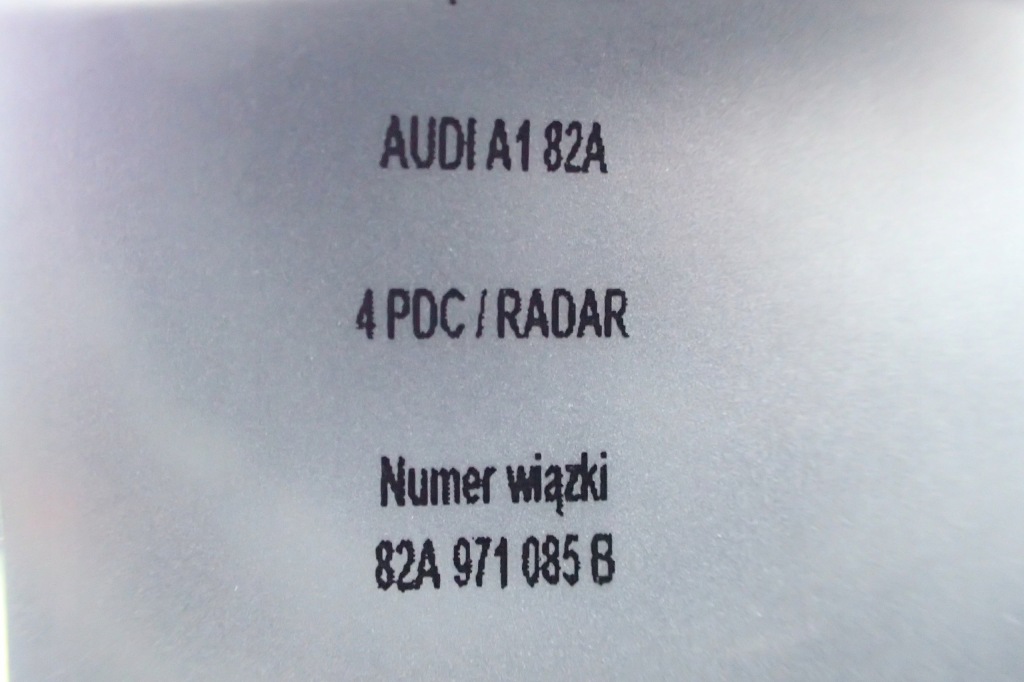 AUDI A1 82A
4 PDC / RADAR
Numer wiązki
82A 971 085 B